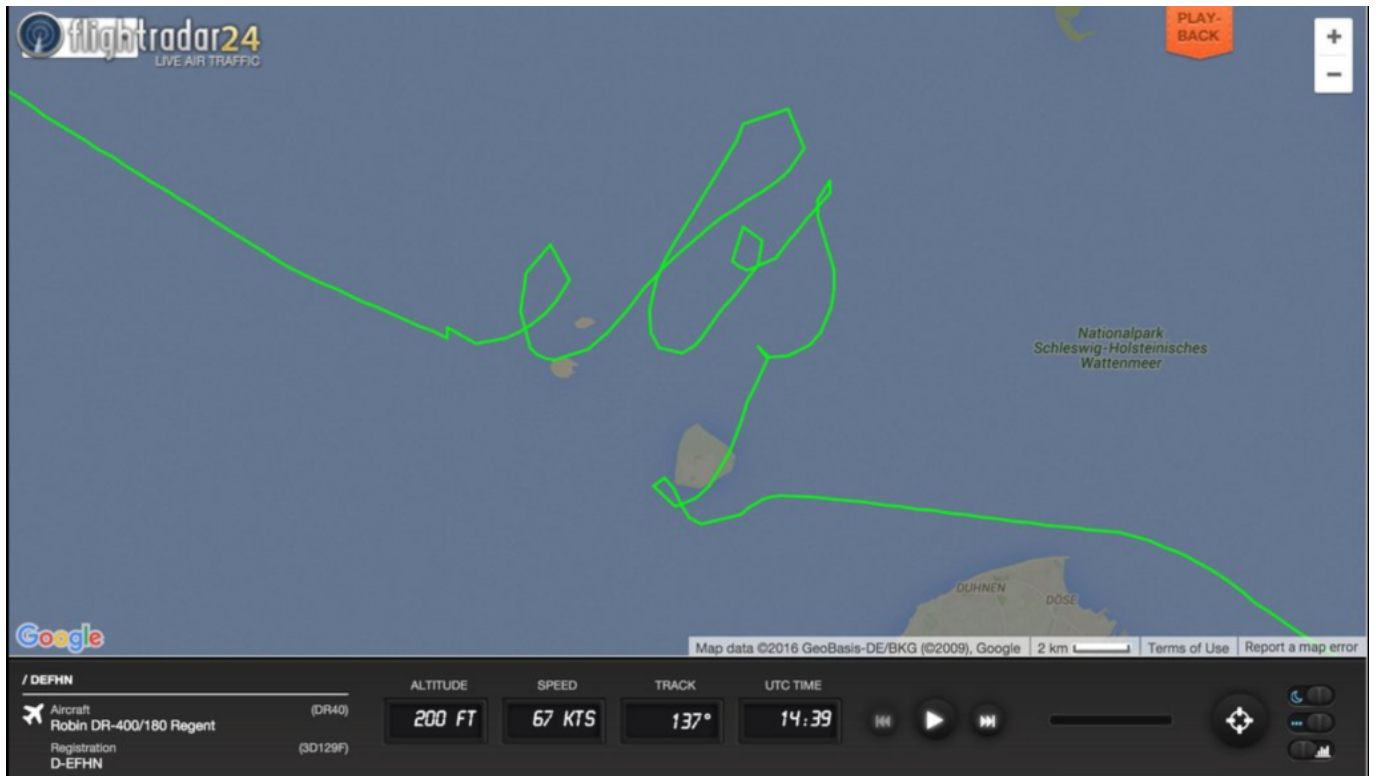 flightradar24
LIVE AIR TRAFFIC
PLAY-
BACK
+
−
Nationalpark
Schleswig-Holsteinisches
Wattenmeer
DUHNEN
DÖSE
Google
Map data ©2016 GeoBasis-DE/BKG (©2009), Google
2 km
Terms of Use
Report a map error
/ DEFHN
Aircraft (DR40)
Robin DR-400/180 Regent
Registration (3D129F)
D-EFHN
ALTITUDE SPEED TRACK UTC TIME
200 FT 67 KTS 137° 14:39